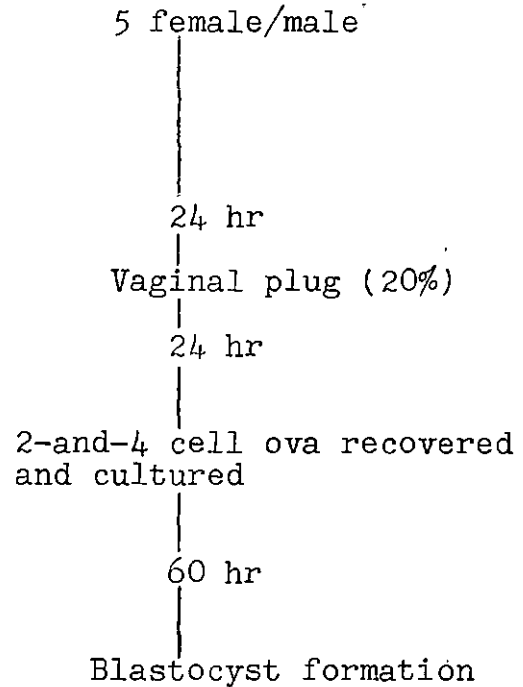 5 female/male
24 hr
Vaginal plug (20%)
24 hr
2-and-4 cell ova recovered
and cultured
60 hr
Blastocyst formation